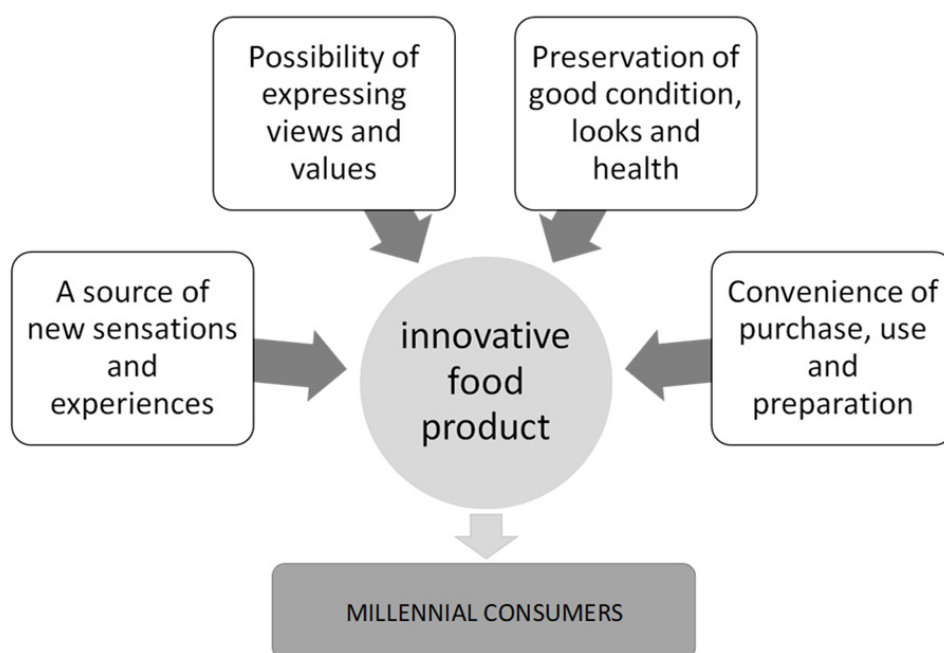 Possibility of
expressing
views and
values
Preservation of
good condition,
looks and
health
A source of
new sensations
and
experiences
innovative
food
product
Convenience of
purchase, use
and
preparation
MILLENNIAL CONSUMERS